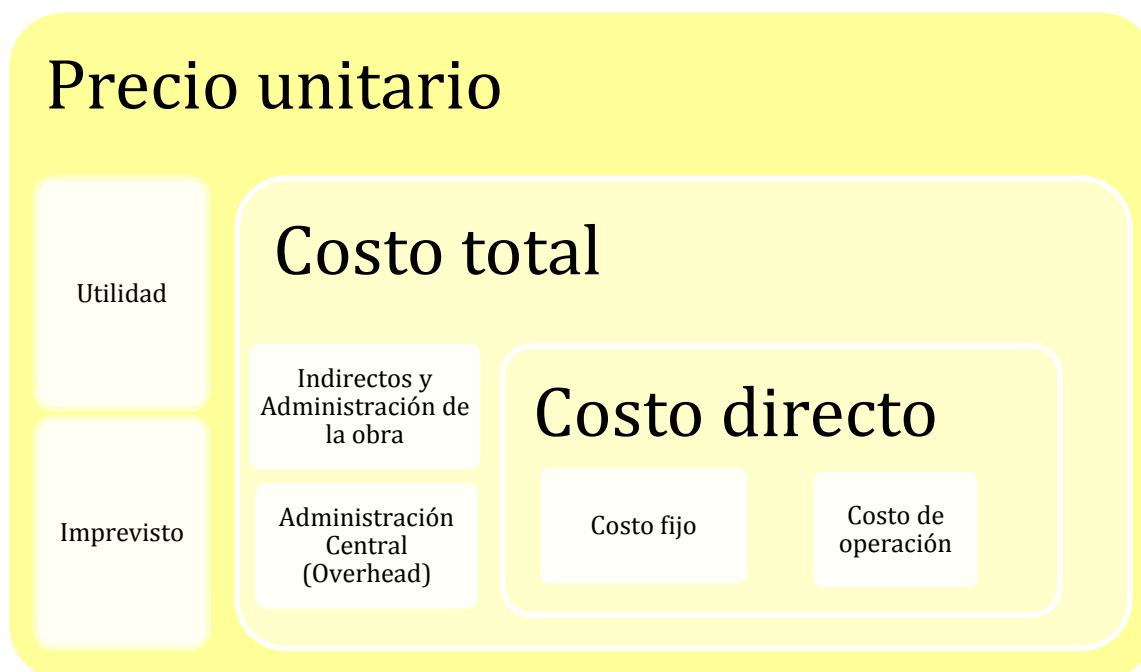 Precio unitario
Utilidad
Imprevisto
Costo total
Indirectos y
Administración de
la obra
Administración
Central
(Overhead)
Costo directo
Costo fijo
Costo de
operación